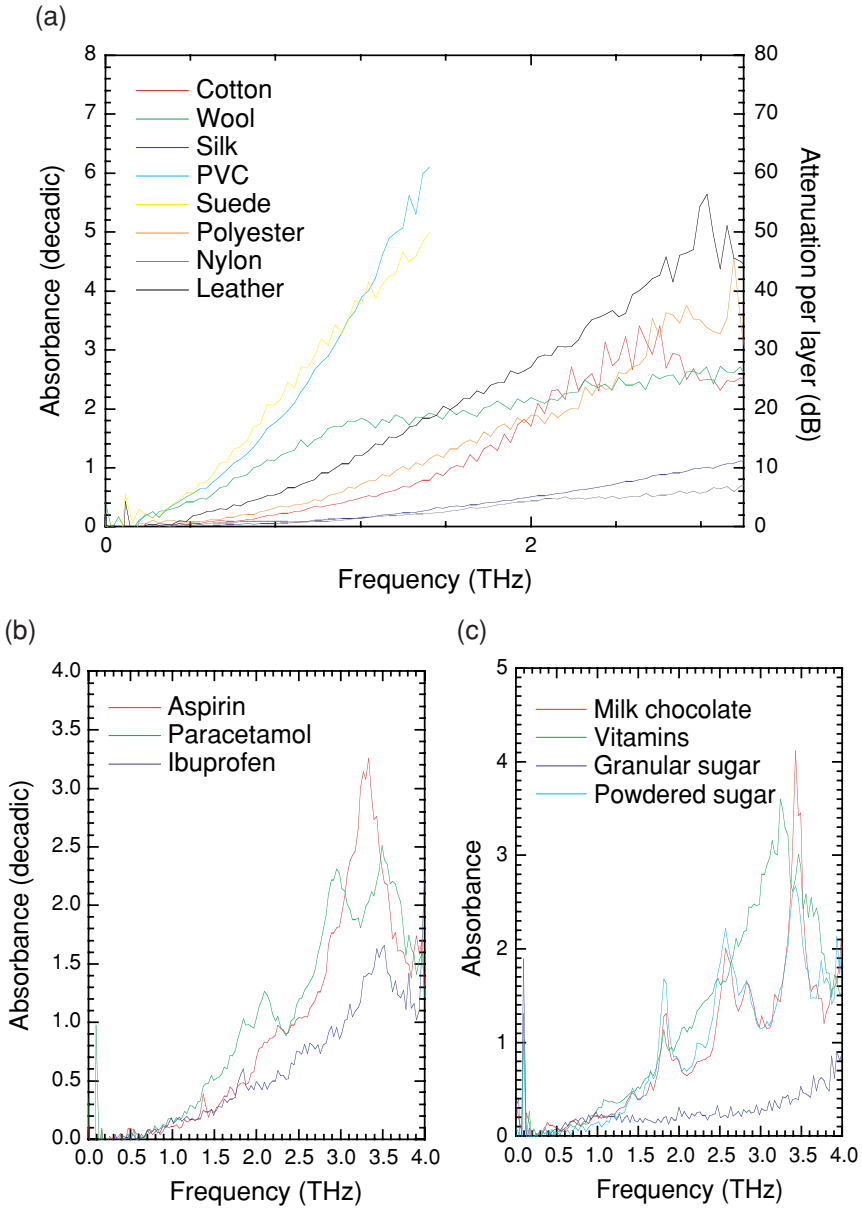 (a)
8
7
6
5
4
3
2
1
0
Absorbance (decadic)
Cotton
Wool
Silk
PVC
Suede
Polyester
Nylon
Leather
80
70
60
50
40
30
20
10
0
Attenuation per layer (dB)
0 2
Frequency (THz)
(b)
4.0
3.5
3.0
2.5
2.0
1.5
1.0
0.5
0.0
Absorbance (decadic)
Aspirin
Paracetamol
Ibuprofen
0.0 0.5 1.0 1.5 2.0 2.5 3.0 3.5 4.0
Frequency (THz)
(c)
5
4
3
2
1
0
Absorbance
Milk chocolate
Vitamins
Granular sugar
Powdered sugar
0.0 0.5 1.0 1.5 2.0 2.5 3.0 3.5 4.0
Frequency (THz)